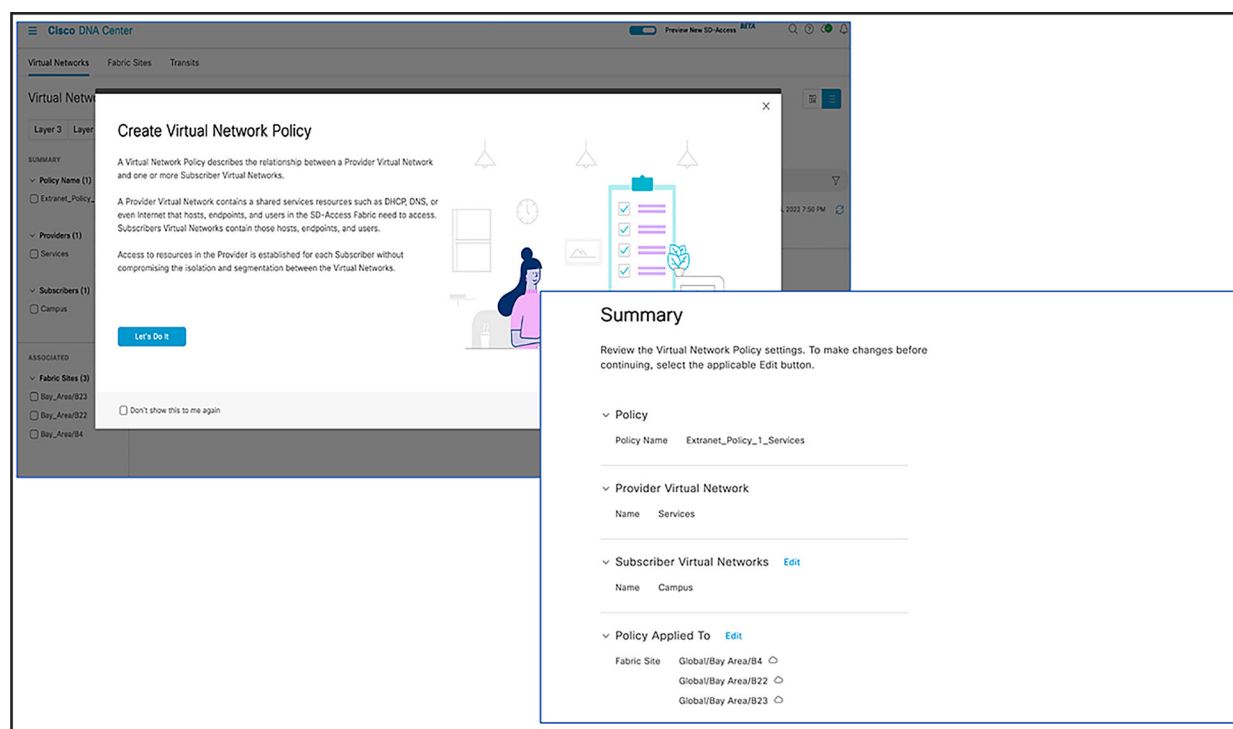 Cisco DNA Center
Preview New SD-Access BETA
Virtual Networks Fabric Sites Transits
Virtual Netw
Layer 3 Layer
SUMMARY
Policy Name (1)
Extranet_Policy_
Providers (1)
Services
Subscribers (1)
Campus
ASSOCIATED
Fabric Sites (3)
Bay_Area/B23
Bay_Area/B22
Bay_Area/B4
, 2022 7:50 PM
Create Virtual Network Policy
A Virtual Network Policy describes the relationship between a Provider Virtual Network
and one or more Subscriber Virtual Networks.
A Provider Virtual Network contains a shared services resources such as DHCP, DNS, or
even Internet that hosts, endpoints, and users in the SD-Access Fabric need to access.
Subscribers Virtual Networks contain those hosts, endpoints, and users.
Access to resources in the Provider is established for each Subscriber without
compromising the isolation and segmentation between the Virtual Networks.
Let's Do It
Don't show this to me again
Summary
Review the Virtual Network Policy settings. To make changes before
continuing, select the applicable Edit button.
Policy
Policy Name Extranet_Policy_1_Services
Provider Virtual Network
Name Services
Subscriber Virtual Networks Edit
Name Campus
Policy Applied To Edit
Fabric Site Global/Bay Area/B4
Global/Bay Area/B22
Global/Bay Area/B23